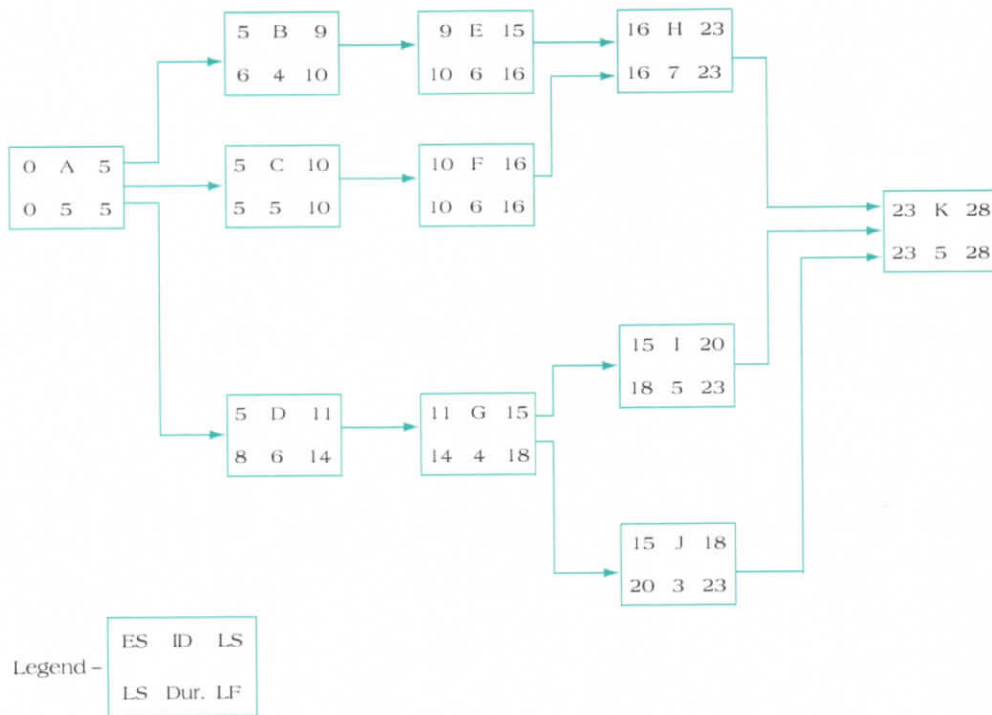 5 B 9
6 4 10
9 E 15
10 6 16
16 H 23
16 7 23
0 A 5
0 5 5
5 C 10
5 5 10
10 F 16
10 6 16
23 K 28
23 5 28
15 I 20
18 5 23
5 D 11
8 6 14
11 G 15
14 4 18
15 J 18
20 3 23
Legend –
ES ID LS
LS Dur. LF